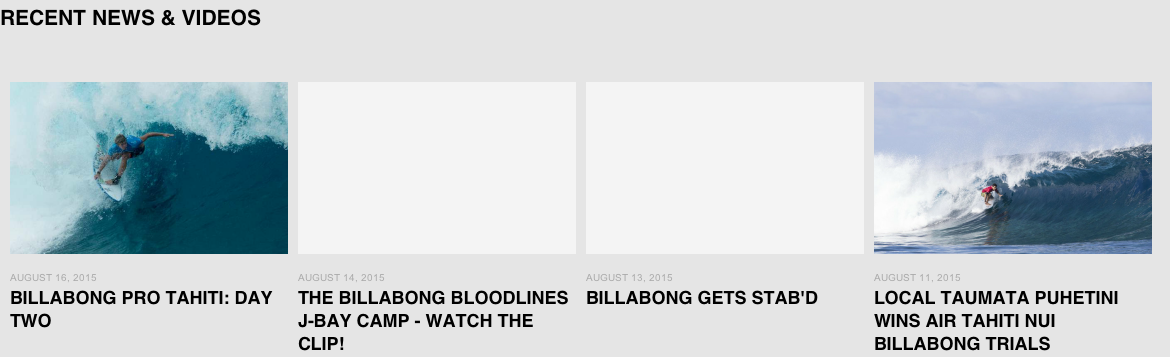 RECENT NEWS & VIDEOS
AUGUST 16, 2015
BILLABONG PRO TAHITI: DAY
TWO
AUGUST 14, 2015
THE BILLABONG BLOODLINES
J-BAY CAMP - WATCH THE
CLIP!
AUGUST 13, 2015
BILLABONG GETS STAB'D
AUGUST 11, 2015
LOCAL TAUMATA PUHETINI
WINS AIR TAHITI NUI
BILLABONG TRIALS